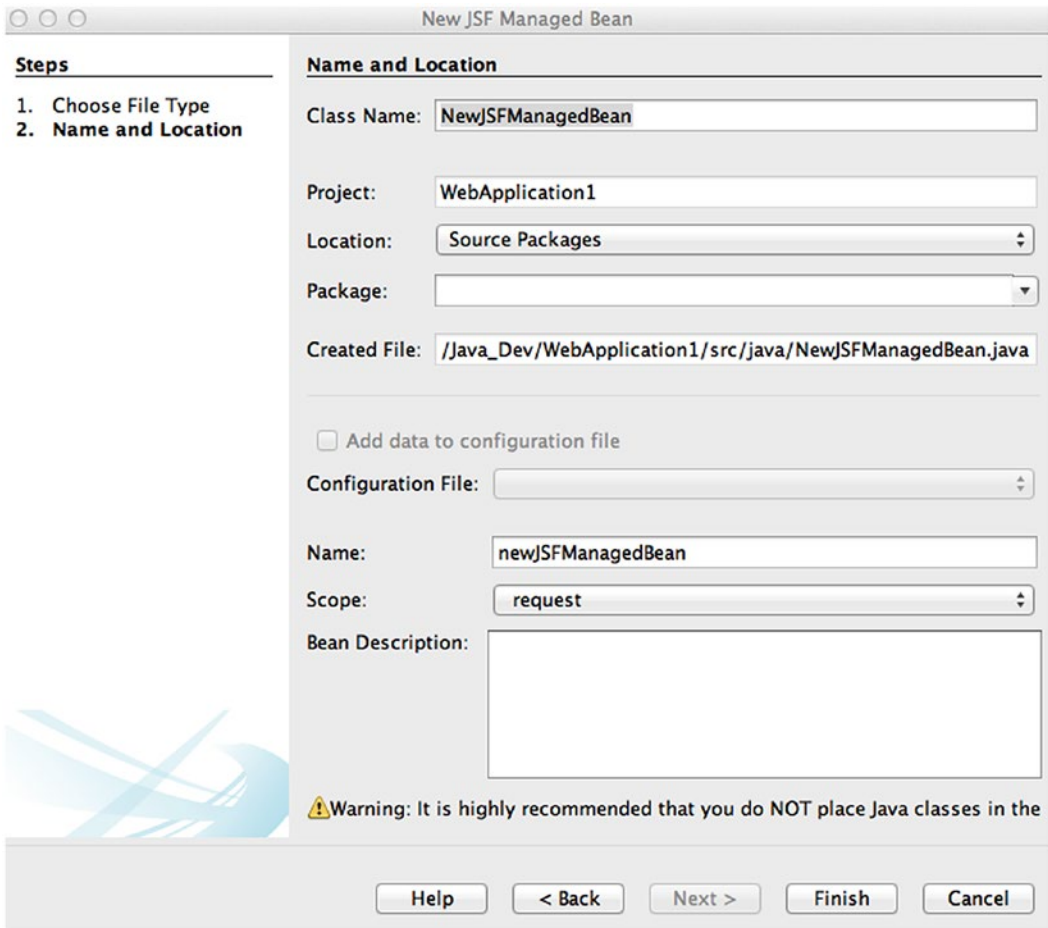 New JSF Managed Bean
Steps
1. Choose File Type
2. Name and Location
Name and Location
Class Name: NewJSFManagedBean
Project: WebApplication1
Location: Source Packages
Package:
Created File: /Java_Dev/WebApplication1/src/java/NewJSFManagedBean.java
Add data to configuration file
Configuration File:
Name: newJSFManagedBean
Scope: request
Bean Description:
Warning: It is highly recommended that you do NOT place Java classes in the
Help < Back Next > Finish Cancel